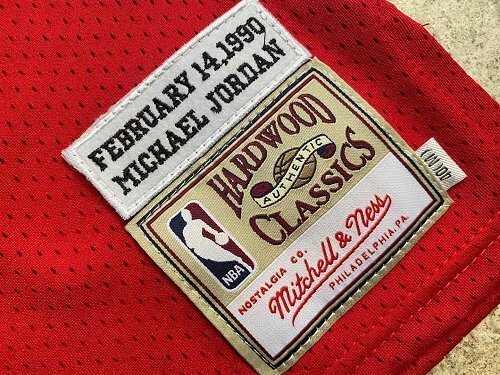 FEBRUARY 14,1990
MICHAEL JORDAN
HARDWOOD
AUTHENTIC
CLASSICS
NBA
NOSTALGIA CO.
Mitchell & Ness
PHILADELPHIA, PA.